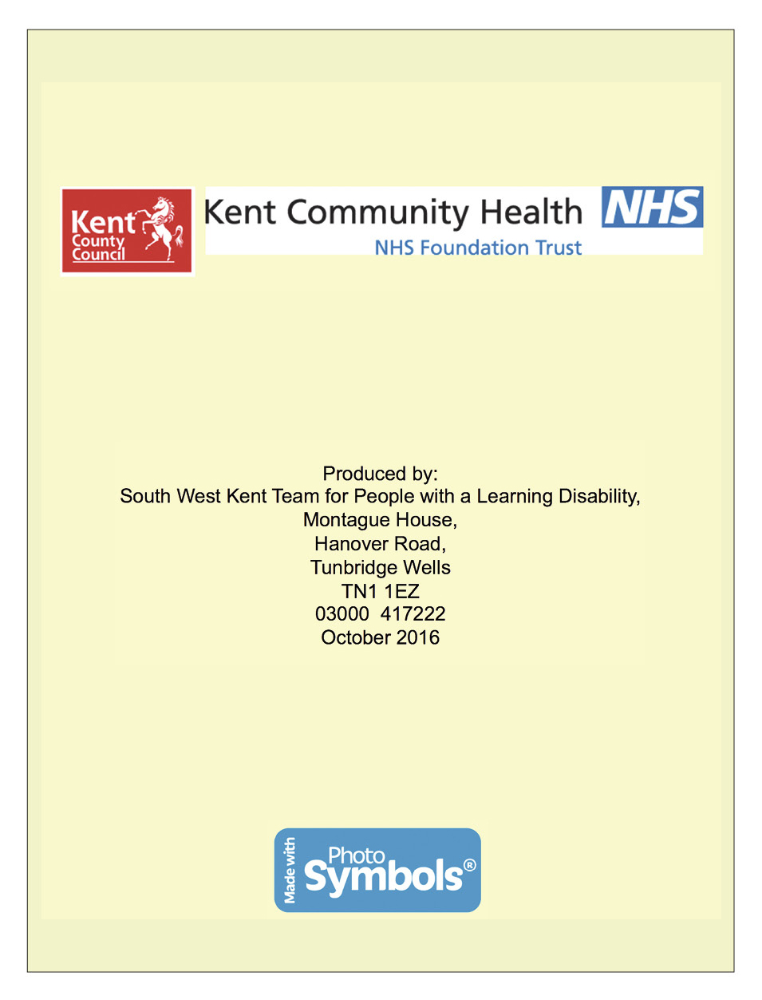 Kent
County
Council
Kent Community Health NHS
NHS Foundation Trust
Produced by:
South West Kent Team for People with a Learning Disability,
Montague House,
Hanover Road,
Tunbridge Wells
TN1 1EZ
03000  417222
October 2016
Made with
Photo
Symbols®